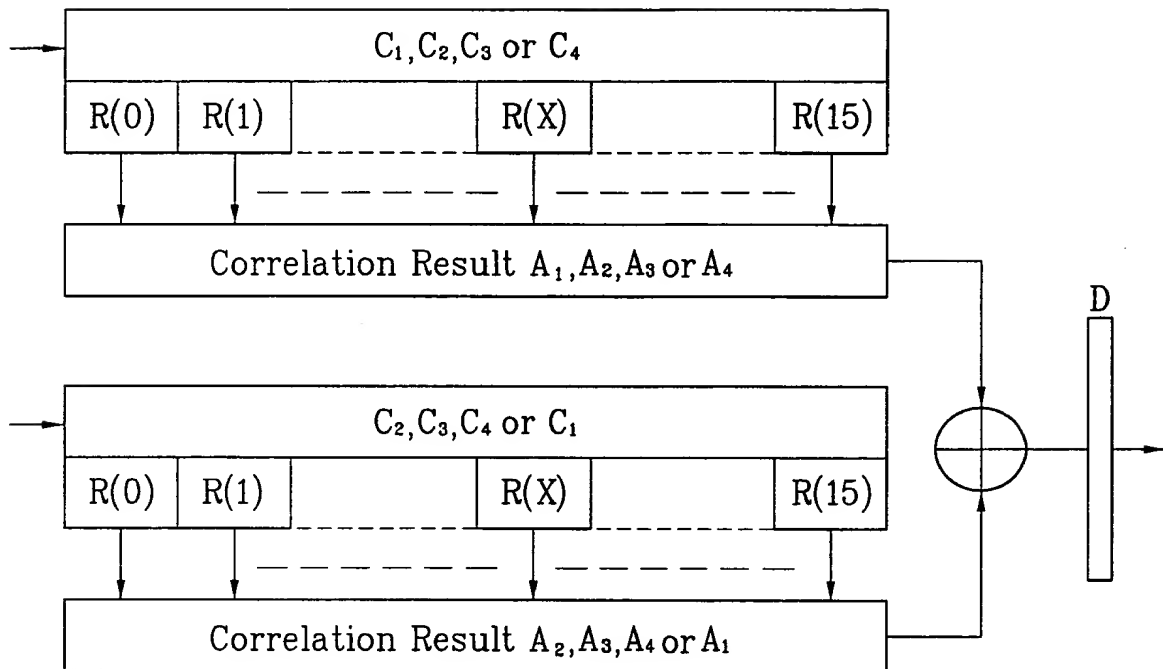 C₁,C₂,C₃ or C₄
R(0) R(1) R(X) R(15)
Correlation Result A₁,A₂,A₃ or A₄
D
C₂,C₃,C₄ or C₁
R(0) R(1) R(X) R(15)
Correlation Result A₂,A₃,A₄ or A₁